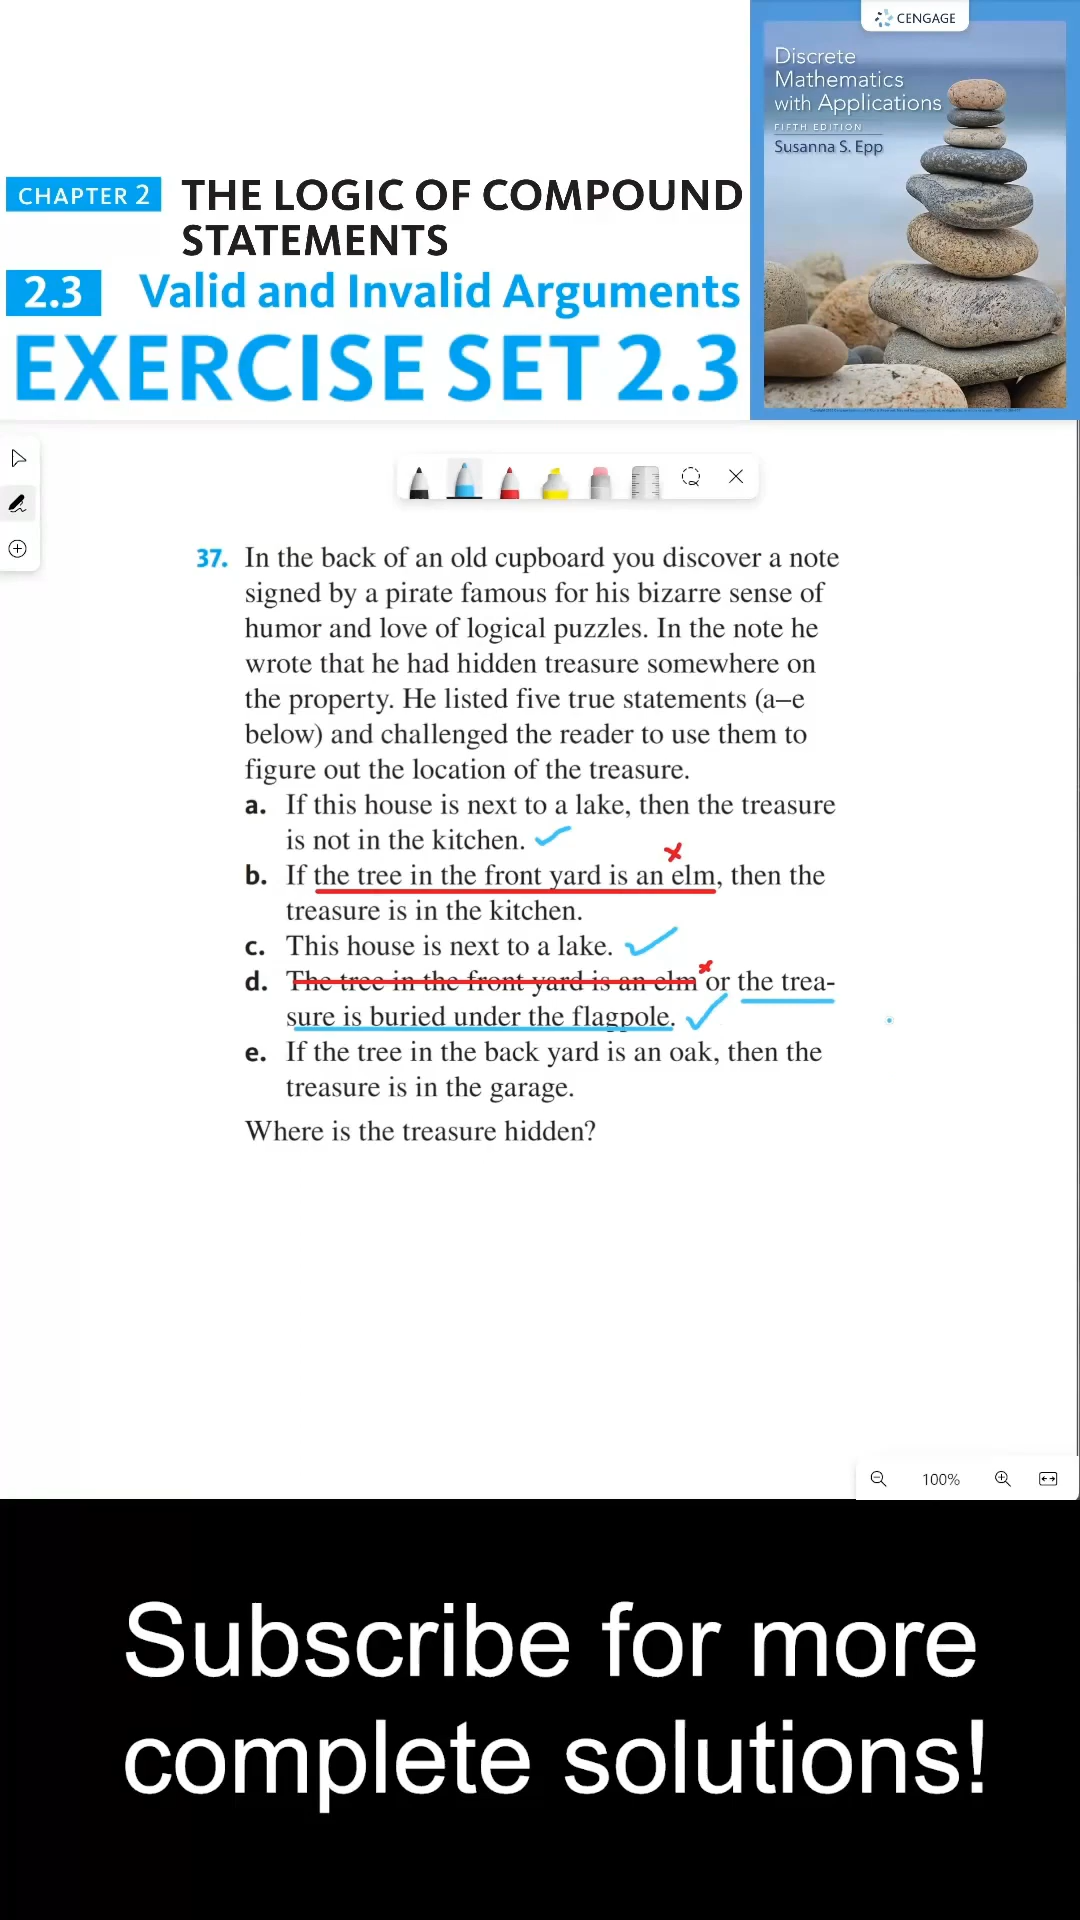 CENGAGE
Discrete
Mathematics
with Applications
FIFTH EDITION
Susanna S. Epp
CHAPTER 2 THE LOGIC OF COMPOUND
STATEMENTS
2.3 Valid and Invalid Arguments
EXERCISE SET 2.3
37. In the back of an old cupboard you discover a note
signed by a pirate famous for his bizarre sense of
humor and love of logical puzzles. In the note he
wrote that he had hidden treasure somewhere on
the property. He listed five true statements (a–e
below) and challenged the reader to use them to
figure out the location of the treasure.
a. If this house is next to a lake, then the treasure
is not in the kitchen.
b. If the tree in the front yard is an elm, then the
treasure is in the kitchen.
c. This house is next to a lake.
d. The tree in the front yard is an elm or the trea-
sure is buried under the flagpole.
e. If the tree in the back yard is an oak, then the
treasure is in the garage.
Where is the treasure hidden?
100%
Subscribe for more
complete solutions!